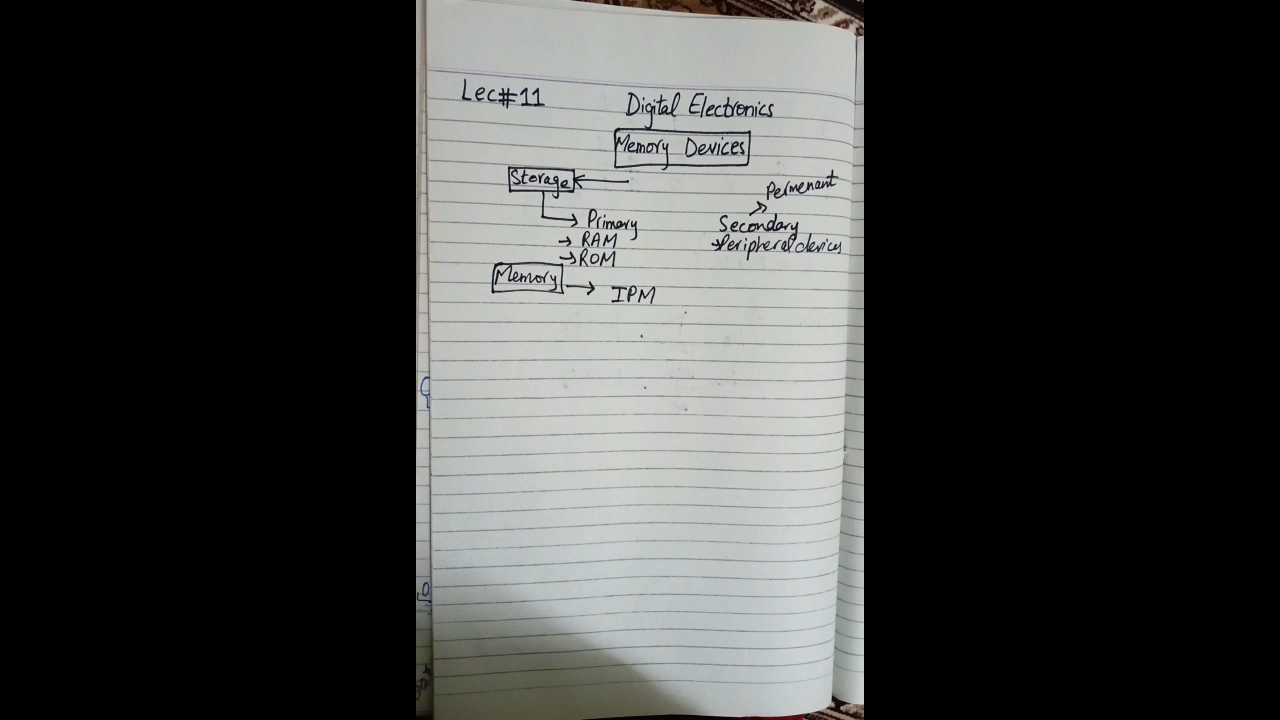 Lec#11
Digital Electronics
Memory Devices
Storage
Permenant
→ Primary
Secondary
→ RAM
→ Peripheral devices
→ ROM
Memory → IPM